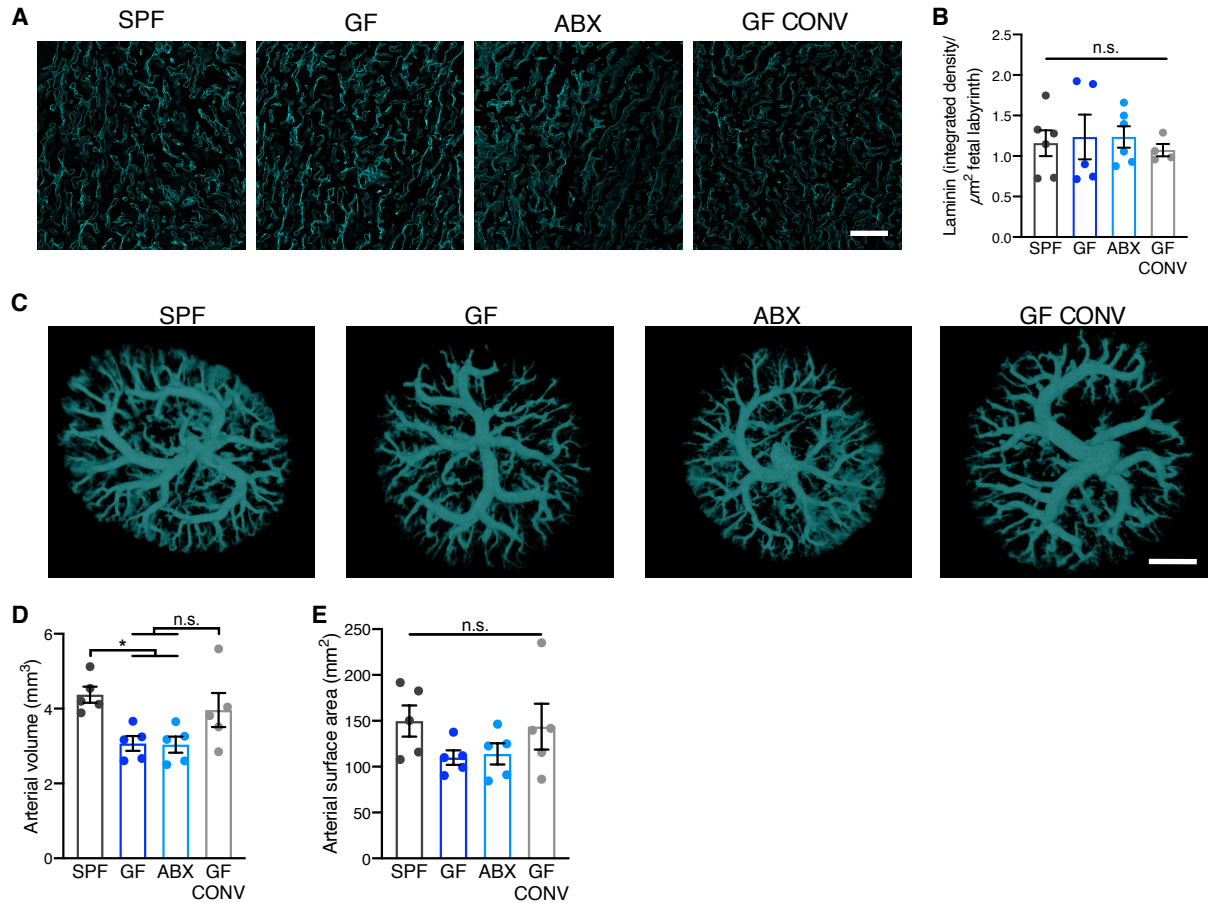 A
SPF
GF
ABX
GF CONV
B
Laminin (integrated density/
μm² fetal labyrinth)
2.5
2.0
1.5
1.0
0.5
0.0
n.s.
SPF
GF
ABX
GF
CONV
C
SPF
GF
ABX
GF CONV
D
Arterial volume (mm³)
6
4
2
0
*
n.s.
SPF
GF
ABX
GF
CONV
E
Arterial surface area (mm²)
250
200
150
100
50
0
n.s.
SPF
GF
ABX
GF
CONV